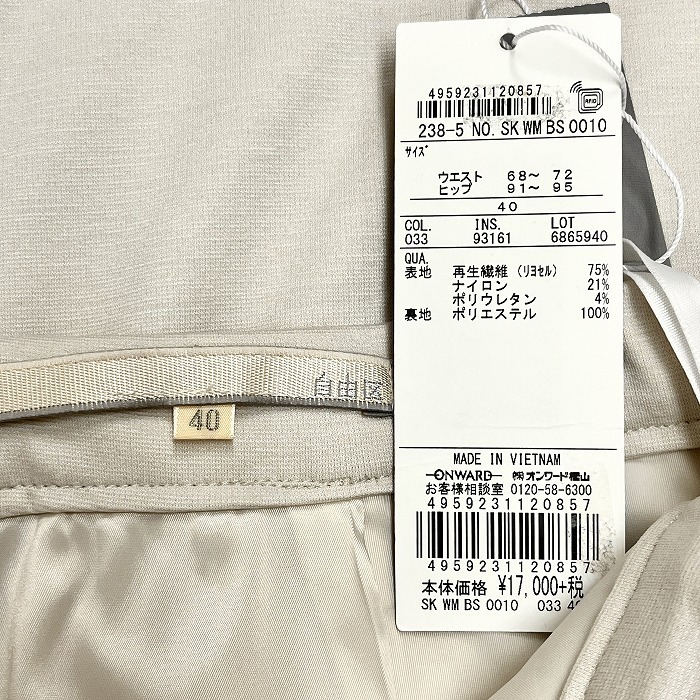 4959231120857
RFID
238-5 NO. SK WM BS 0010
サイズ
ウエスト 68〜 72
ヒップ 91〜 95
40
COL. INS. LOT
033 93161 6865940
QUA.
表地 再生繊維（リヨセル） 75%
ナイロン 21%
ポリウレタン 4%
裏地 ポリエステル 100%
自由区
40
MADE IN VIETNAM
ONWARD ㈱オンワード樫山
お客様相談室 0120-58-6300
4959231120857
4959231120857
本体価格 ¥17,000+税
SK WM BS 0010 033